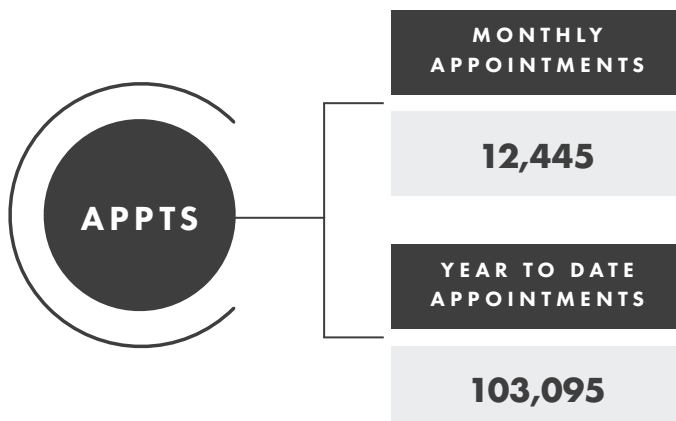 MONTHLY
APPOINTMENTS
12,445
APPTS
YEAR TO DATE
APPOINTMENTS
103,095